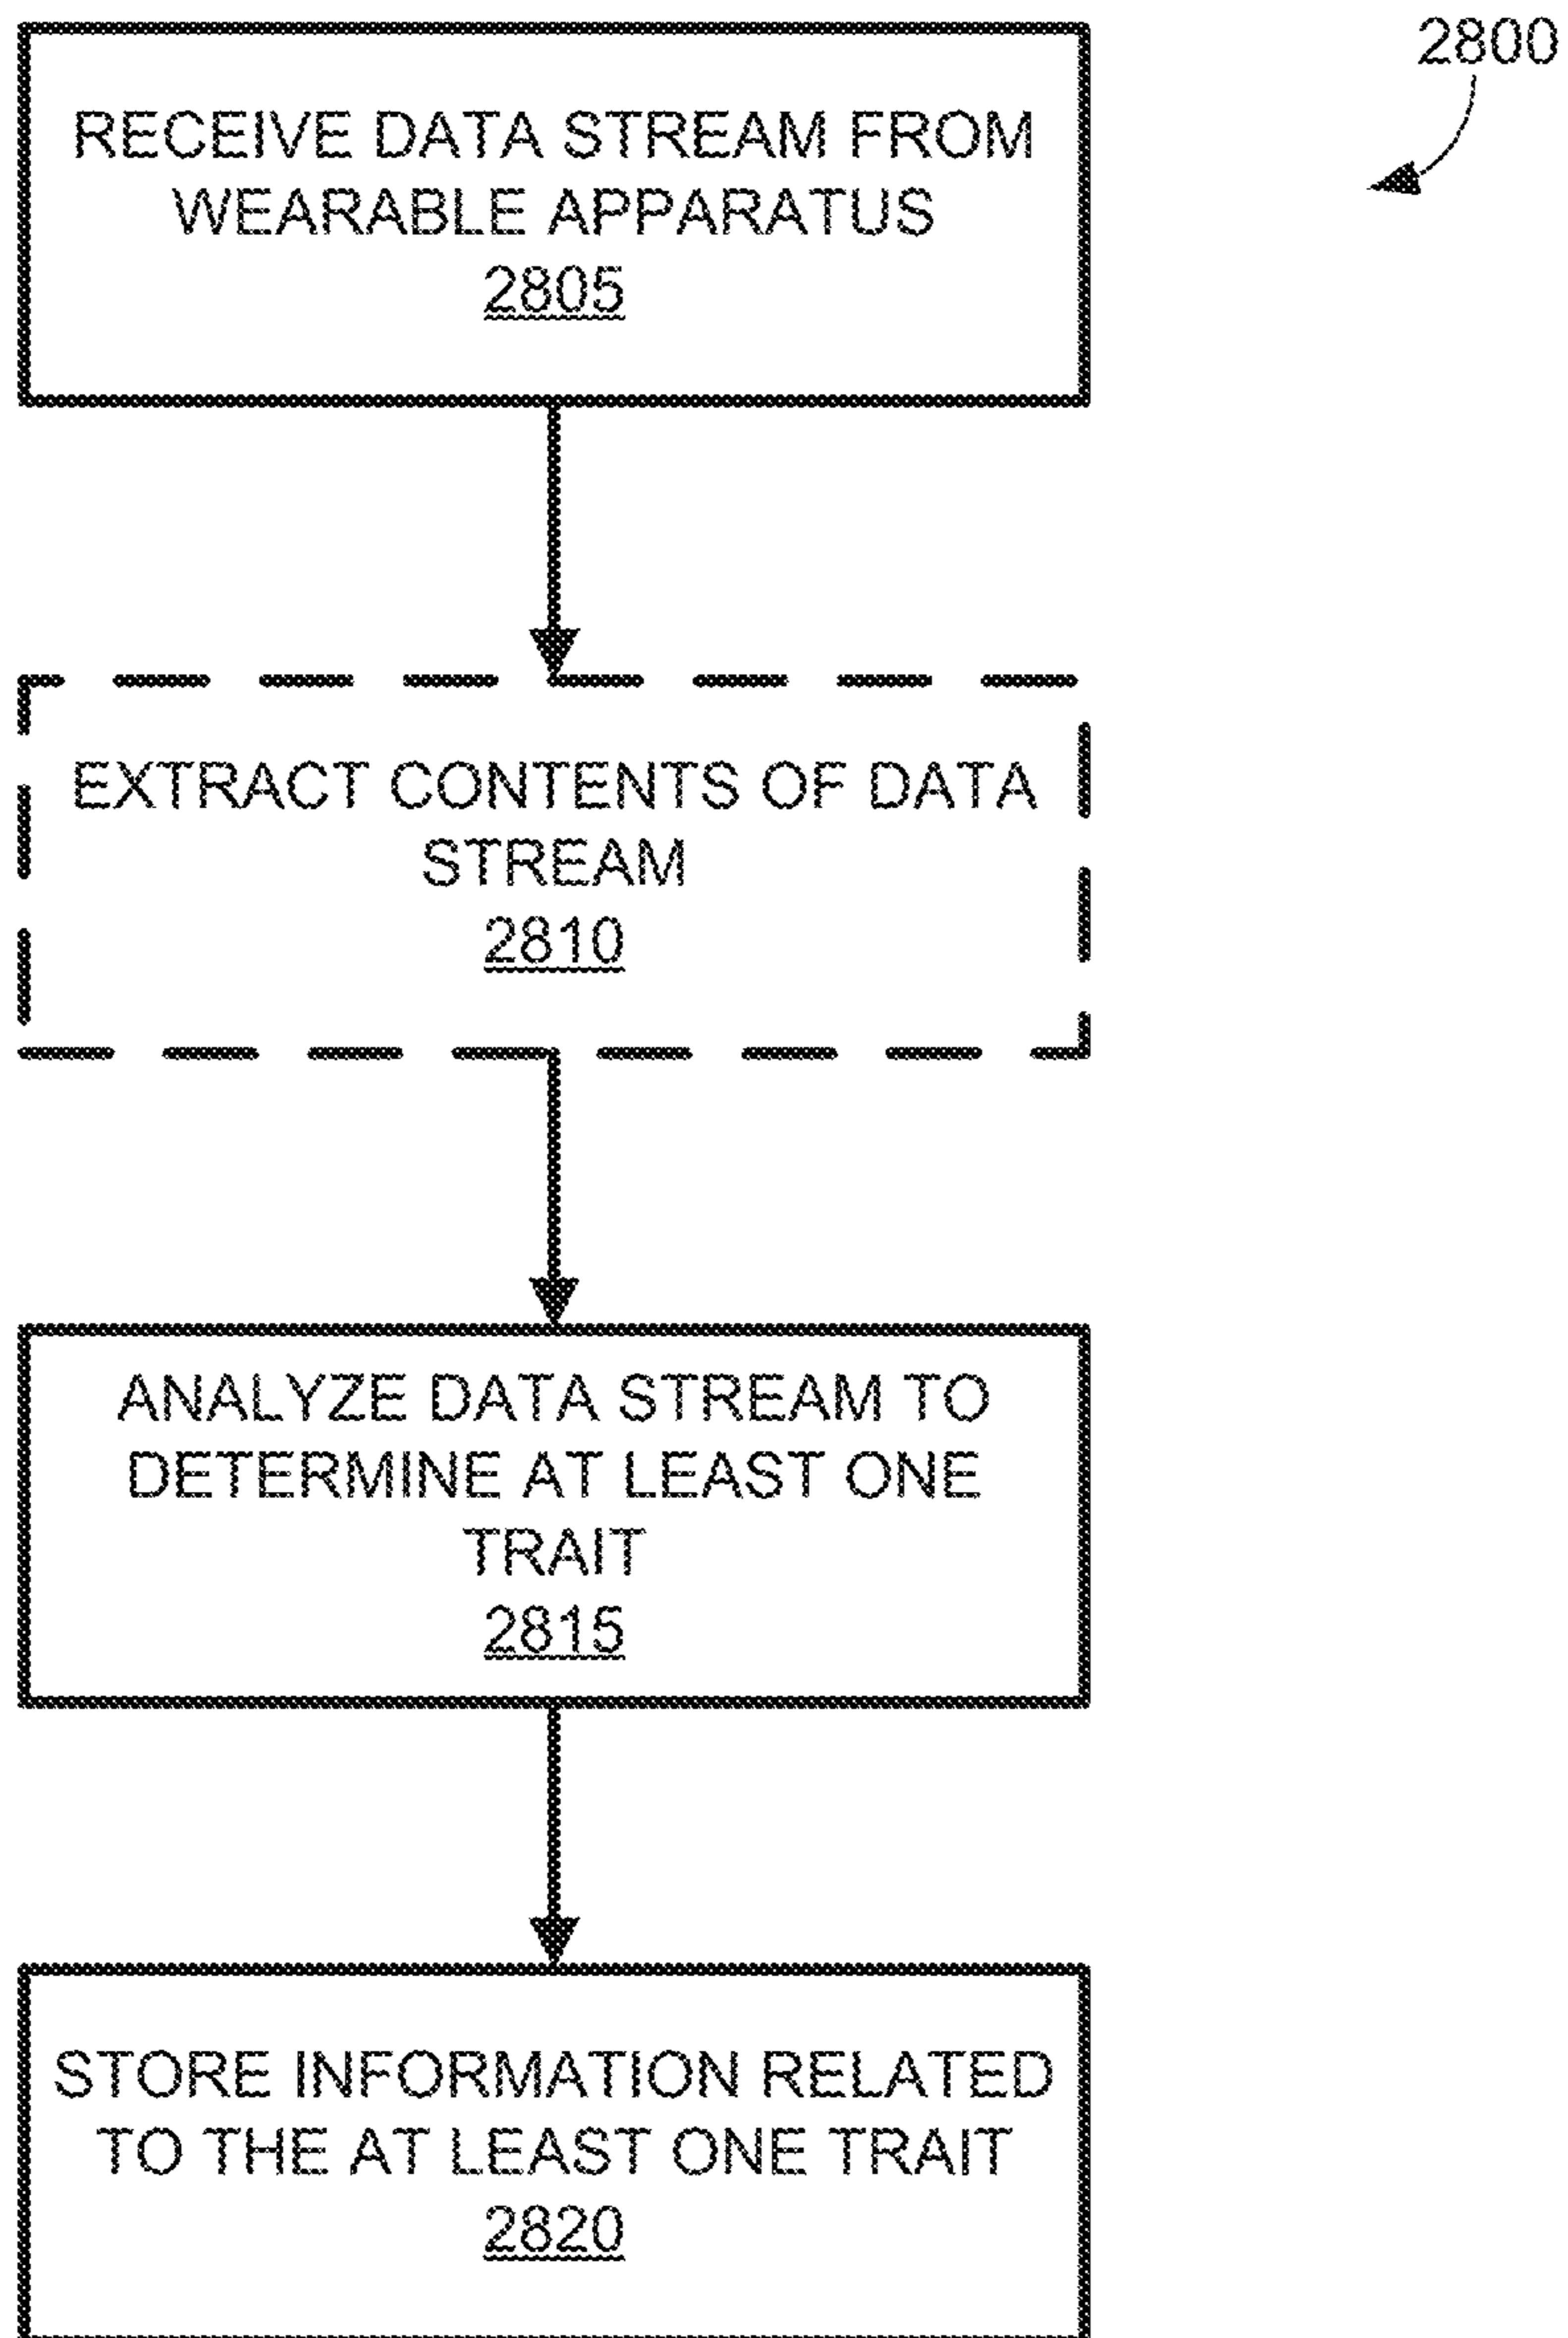 2800
RECEIVE DATA STREAM FROM
WEARABLE APPARATUS
2805
EXTRACT CONTENTS OF DATA
STREAM
2810
ANALYZE DATA STREAM TO
DETERMINE AT LEAST ONE
TRAIT
2815
STORE INFORMATION RELATED
TO THE AT LEAST ONE TRAIT
2820